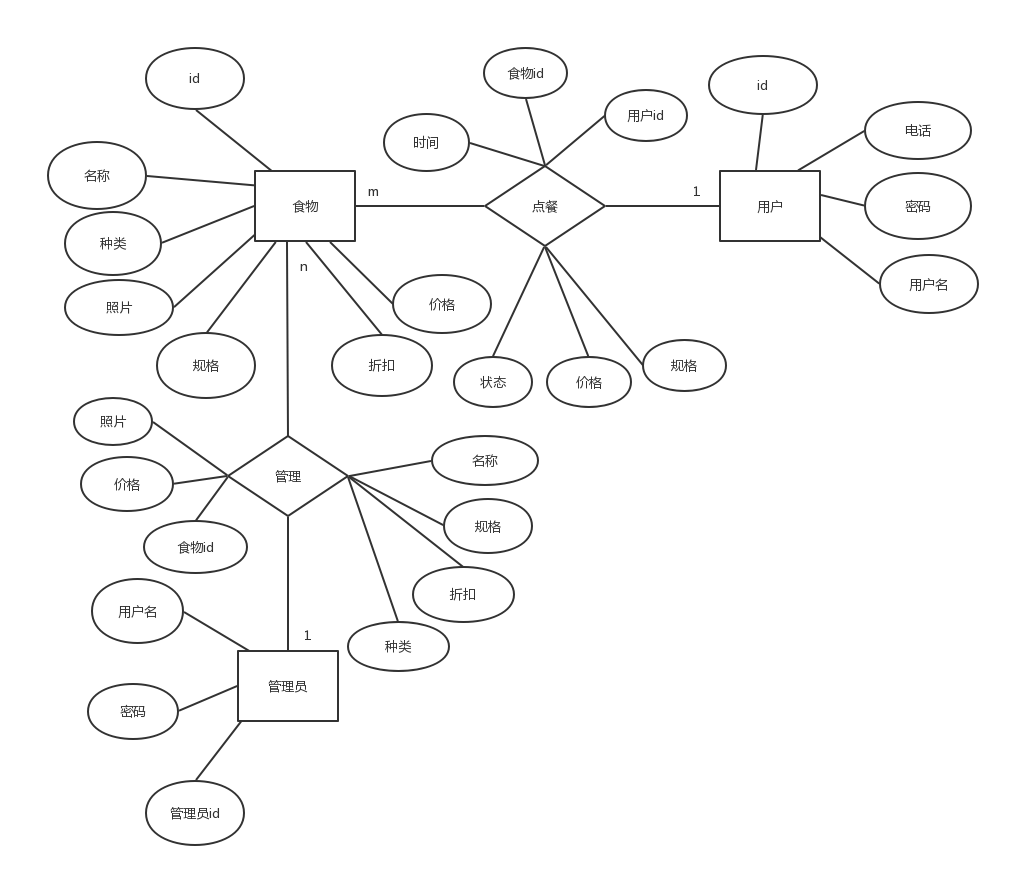 id
食物id
id
用户id
电话
时间
名称
m
1
食物
点餐
用户
密码
种类
n
用户名
照片
价格
规格
折扣
状态
价格
规格
照片
名称
管理
价格
规格
食物id
折扣
用户名
1
种类
管理员
密码
管理员id